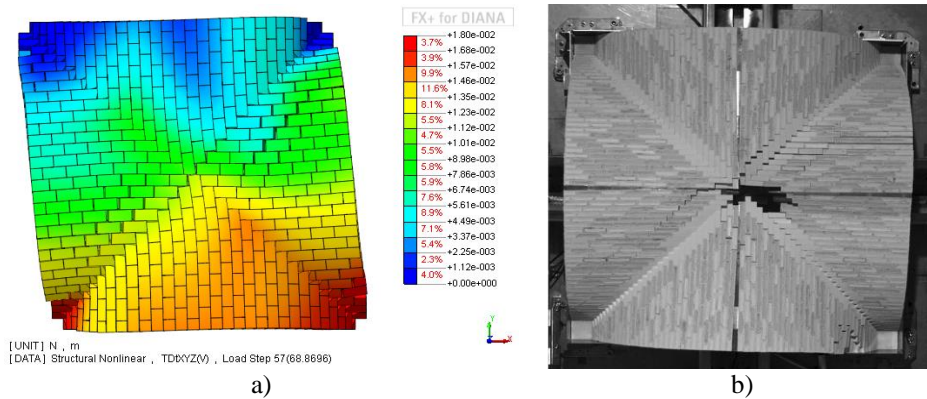 FX+ for DIANA
+1.80e-002
3.7%
+1.68e-002
3.9%
+1.57e-002
9.9%
+1.46e-002
11.6%
+1.35e-002
8.1%
+1.23e-002
5.5%
+1.12e-002
4.7%
+1.01e-002
5.5%
+8.98e-003
5.8%
+7.86e-003
5.9%
+6.74e-003
7.6%
+5.61e-003
8.9%
+4.49e-003
7.1%
+3.37e-003
5.4%
+2.25e-003
2.3%
+1.12e-003
4.0%
+0.00e+000
Y
Z
X
[UNIT] N , m
[DATA] Structural Nonlinear , TDtXYZ(V) , Load Step 57(68.8696)
a)
b)